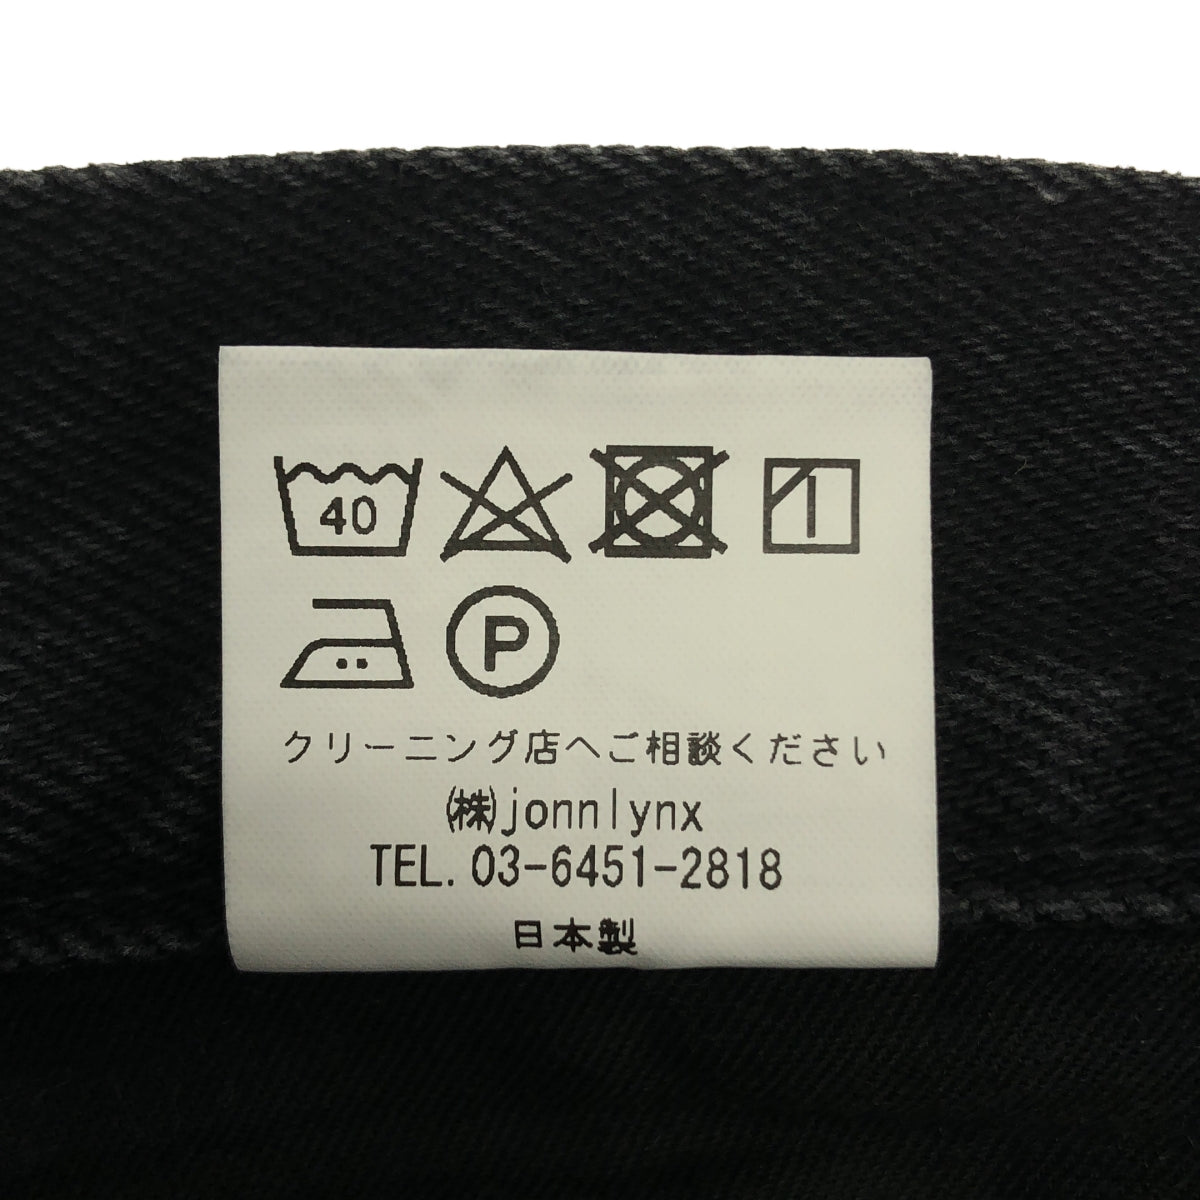 40
P
クリーニング店へご相談ください
㈱jonnlynx
TEL. 03-6451-2818
日本製